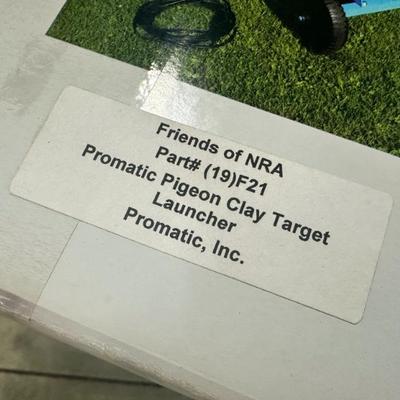 Friends of NRA
Part# (19)F21
Promatic Pigeon Clay Target
Launcher
Promatic, Inc.